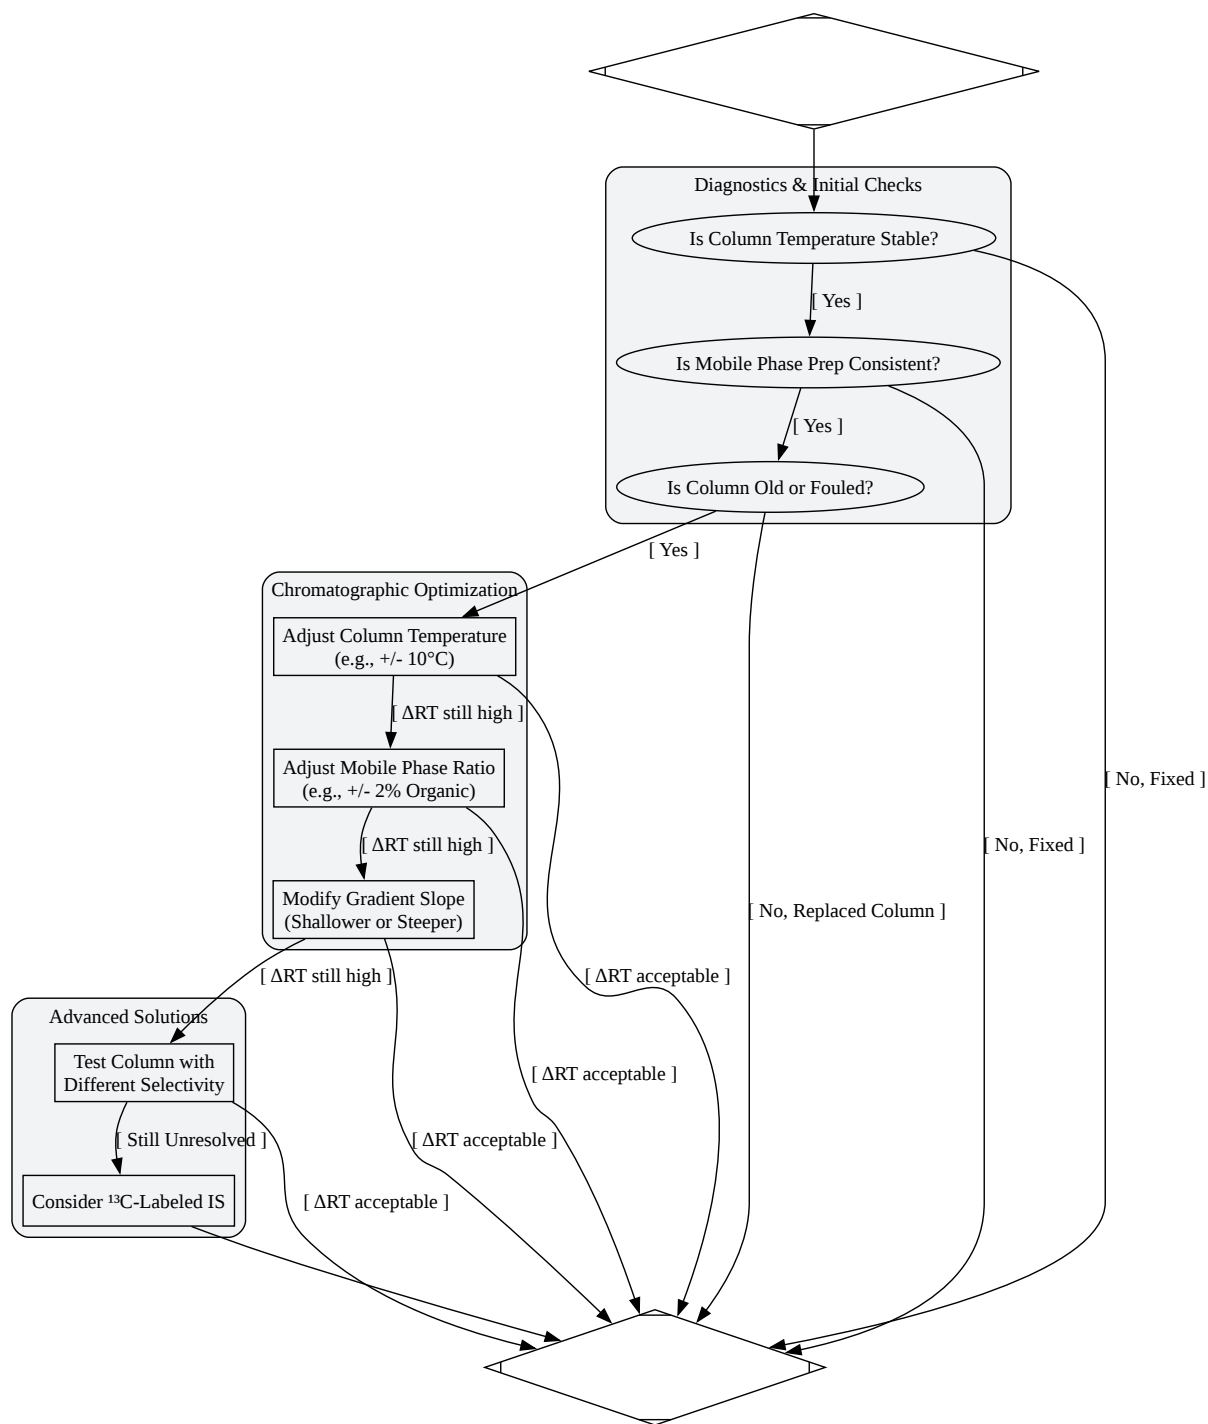 Diagnostics & Initial Checks
Is Column Temperature Stable?
[ Yes ]
Is Mobile Phase Prep Consistent?
[ Yes ]
Is Column Old or Fouled?
[ Yes ]
Chromatographic Optimization
Adjust Column Temperature
(e.g., +/- 10°C)
[ ΔRT still high ]
Adjust Mobile Phase Ratio
(e.g., +/- 2% Organic)
[ No, Fixed ]
[ ΔRT still high ]
[ No, Fixed ]
Modify Gradient Slope
(Shallower or Steeper)
[ No, Replaced Column ]
[ ΔRT still high ]
[ ΔRT acceptable ]
Advanced Solutions
Test Column with
Different Selectivity
[ ΔRT acceptable ]
[ Still Unresolved ]
[ ΔRT acceptable ]
Consider ¹³C-Labeled IS
[ ΔRT acceptable ]